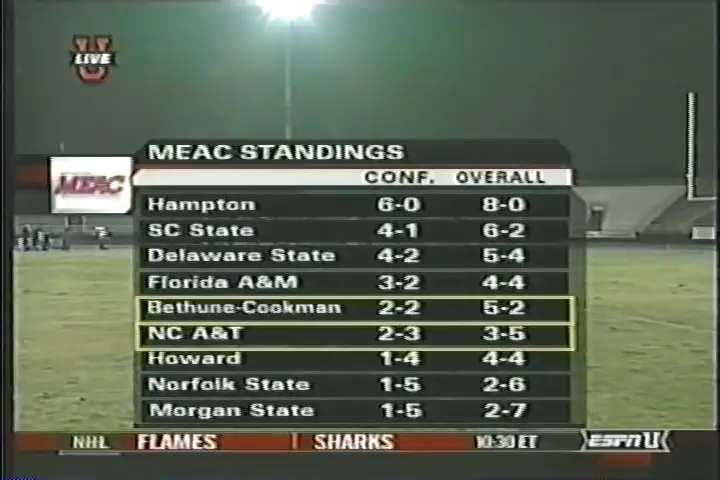 U
LIVE
MEAC STANDINGS
MEAC
CONF. OVERALL
Hampton 6-0 8-0
SC State 4-1 6-2
Delaware State 4-2 5-4
Florida A&M 3-2 4-4
Bethune-Cookman 2-2 5-2
NC A&T 2-3 3-5
Howard 1-4 4-4
Norfolk State 1-5 2-6
Morgan State 1-5 2-7
NHL FLAMES SHARKS 10:30 ET ESPNU